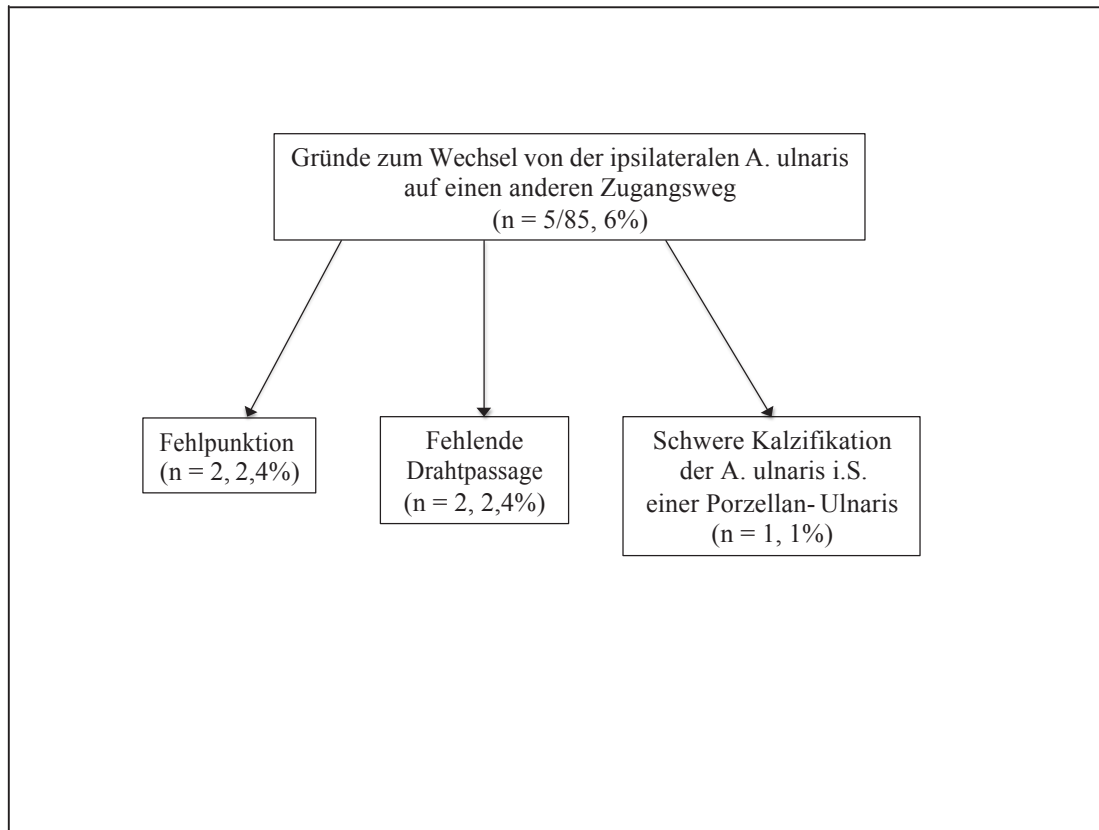 Gründe zum Wechsel von der ipsilateralen A. ulnaris
auf einen anderen Zugangsweg
(n = 5/85, 6%)
Fehlpunktion
(n = 2, 2,4%)
Fehlende
Drahtpassage
(n = 2, 2,4%)
Schwere Kalzifikation
der A. ulnaris i.S.
einer Porzellan- Ulnaris
(n = 1, 1%)